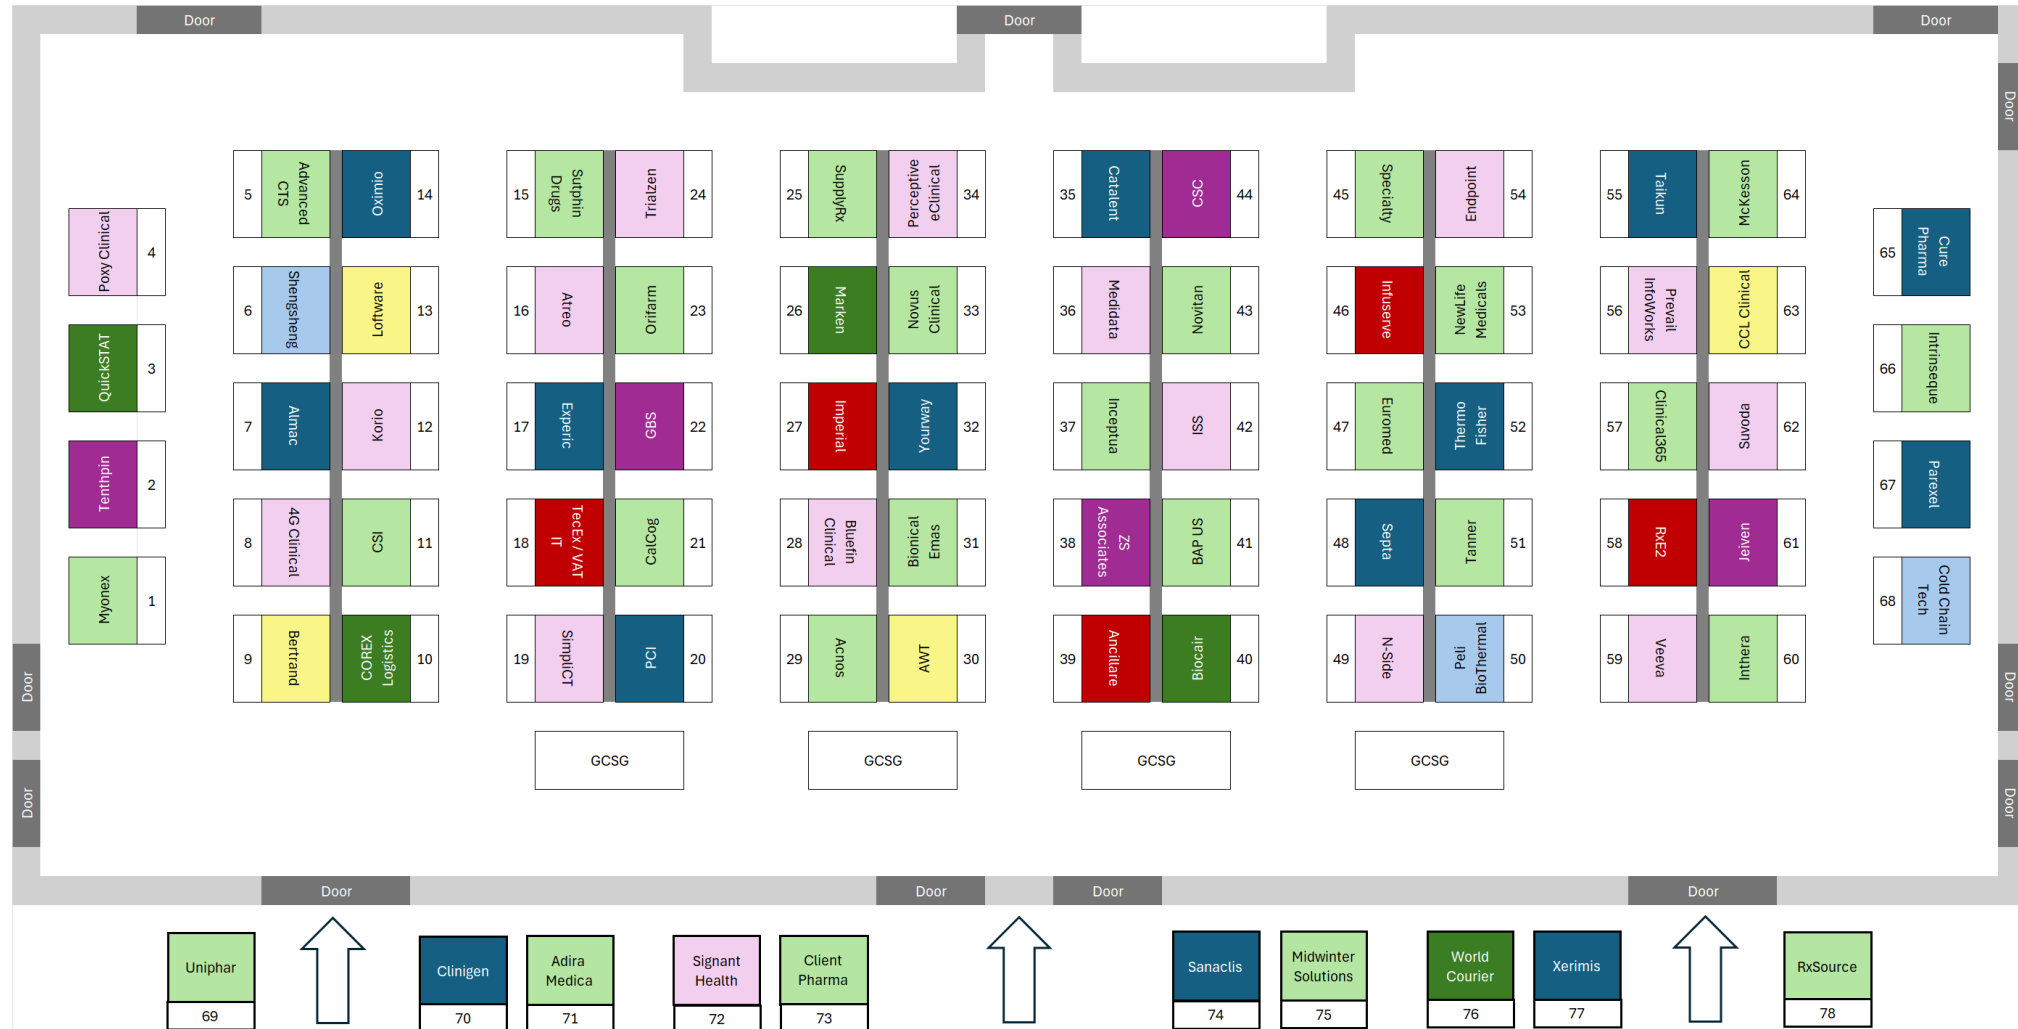 Door
Door
Door
Door
Poxy Clinical
4
QuickSTAT
3
Tenthpin
2
Myonex
1
5
Advanced
CTS
Oximio
14
6
Shengsheng
Loftware
13
7
Almac
Korio
12
8
4G Clinical
CSI
11
9
Bertrand
COREX
Logistics
10
15
Sutphin
Drugs
Trialzen
24
16
Atreo
Orifarm
23
17
Experic
GBS
22
18
TecEx / VAT
IT
CalCog
21
19
SimpliCT
PCI
20
25
SupplyRx
Perceptive
eClinical
34
26
Marken
Novus
Clinical
33
27
Imperial
Yourway
32
28
Bluefin
Clinical
Bionical
Emas
31
29
Acnos
AWT
30
35
Catalent
CSC
44
36
Medidata
Novitan
43
37
Inceptua
ISS
42
38
ZS
Associates
BAP US
41
39
Ancillare
Biocair
40
45
Specialty
Endpoint
54
46
Infuserve
NewLife
Medicals
53
47
Euromed
Thermo
Fisher
52
48
Septa
Tanner
51
49
N-Side
Peli
BioThermal
50
55
Taikun
McKesson
64
56
Prevail
InfoWorks
CCL Clinical
63
57
Clinical365
Suvoda
62
58
RxE2
Jeiven
61
59
Veeva
Inthera
60
65
Cure
Pharma
66
Intrinseque
67
Parexel
68
Cold Chain
Tech
Door
Door
Door
Door
GCSG
GCSG
GCSG
GCSG
Door
Door
Door
Door
Uniphar
69
Clinigen
70
Adira
Medica
71
Signant
Health
72
Client
Pharma
73
Sanaclis
74
Midwinter
Solutions
75
World
Courier
76
Xerimis
77
RxSource
78